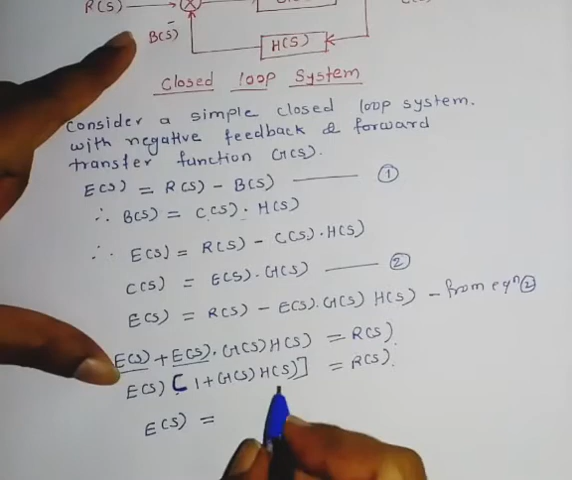 R(S)
B(S)
H(S)
Closed loop System
Consider a simple closed loop system.
with negative feedback & forward
transfer function G(S).
E(S) = R(S) - B(S) —— ①
∴ B(S) = C(S). H(S)
∴ E(S) = R(S) - C(S).H(S)
C(S) = E(S).G(S) —— ②
E(S) = R(S) - E(S).G(S) H(S) - from eqn ②
E(S) + E(S).G(S)H(S) = R(S).
E(S) [1+G(S)H(S)] = R(S).
E(S) =